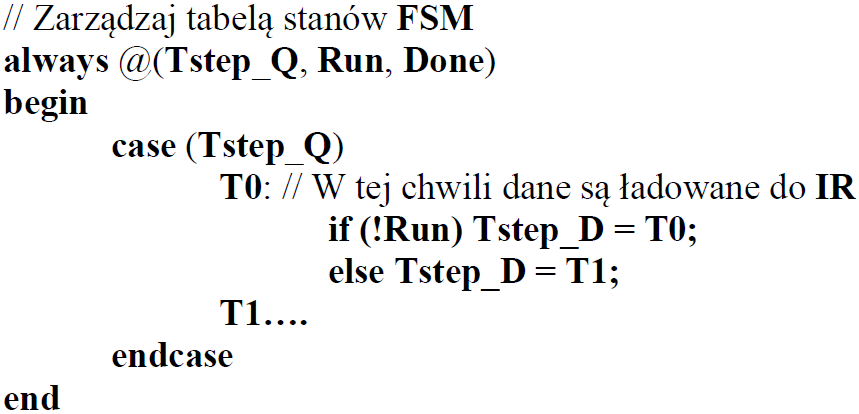 // Zarządzaj tabelą stanów FSM
always @(Tstep_Q, Run, Done)
begin
case (Tstep_Q)
T0: // W tej chwili dane są ładowane do IR
if (!Run) Tstep_D = T0;
else Tstep_D = T1;
T1….
endcase
end